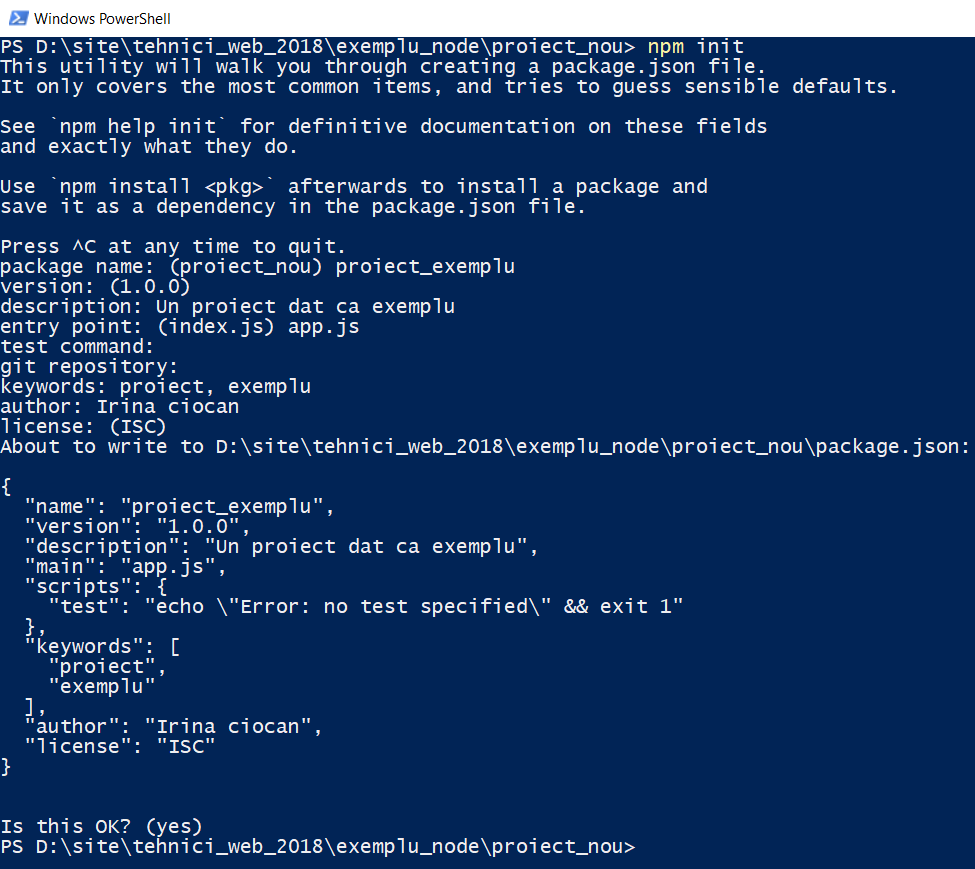 Windows PowerShell
PS D:\site\tehnici_web_2018\exemplu_node\proiect_nou> npm init
This utility will walk you through creating a package.json file.
It only covers the most common items, and tries to guess sensible defaults.

See `npm help init` for definitive documentation on these fields
and exactly what they do.

Use `npm install <pkg>` afterwards to install a package and
save it as a dependency in the package.json file.

Press ^C at any time to quit.
package name: (proiect_nou) proiect_exemplu
version: (1.0.0)
description: Un proiect dat ca exemplu
entry point: (index.js) app.js
test command:
git repository:
keywords: proiect, exemplu
author: Irina ciocan
license: (ISC)
About to write to D:\site\tehnici_web_2018\exemplu_node\proiect_nou\package.json:

{
  "name": "proiect_exemplu",
  "version": "1.0.0",
  "description": "Un proiect dat ca exemplu",
  "main": "app.js",
  "scripts": {
    "test": "echo \"Error: no test specified\" && exit 1"
  },
  "keywords": [
    "proiect",
    "exemplu"
  ],
  "author": "Irina ciocan",
  "license": "ISC"
}

Is this OK? (yes)
PS D:\site\tehnici_web_2018\exemplu_node\proiect_nou>